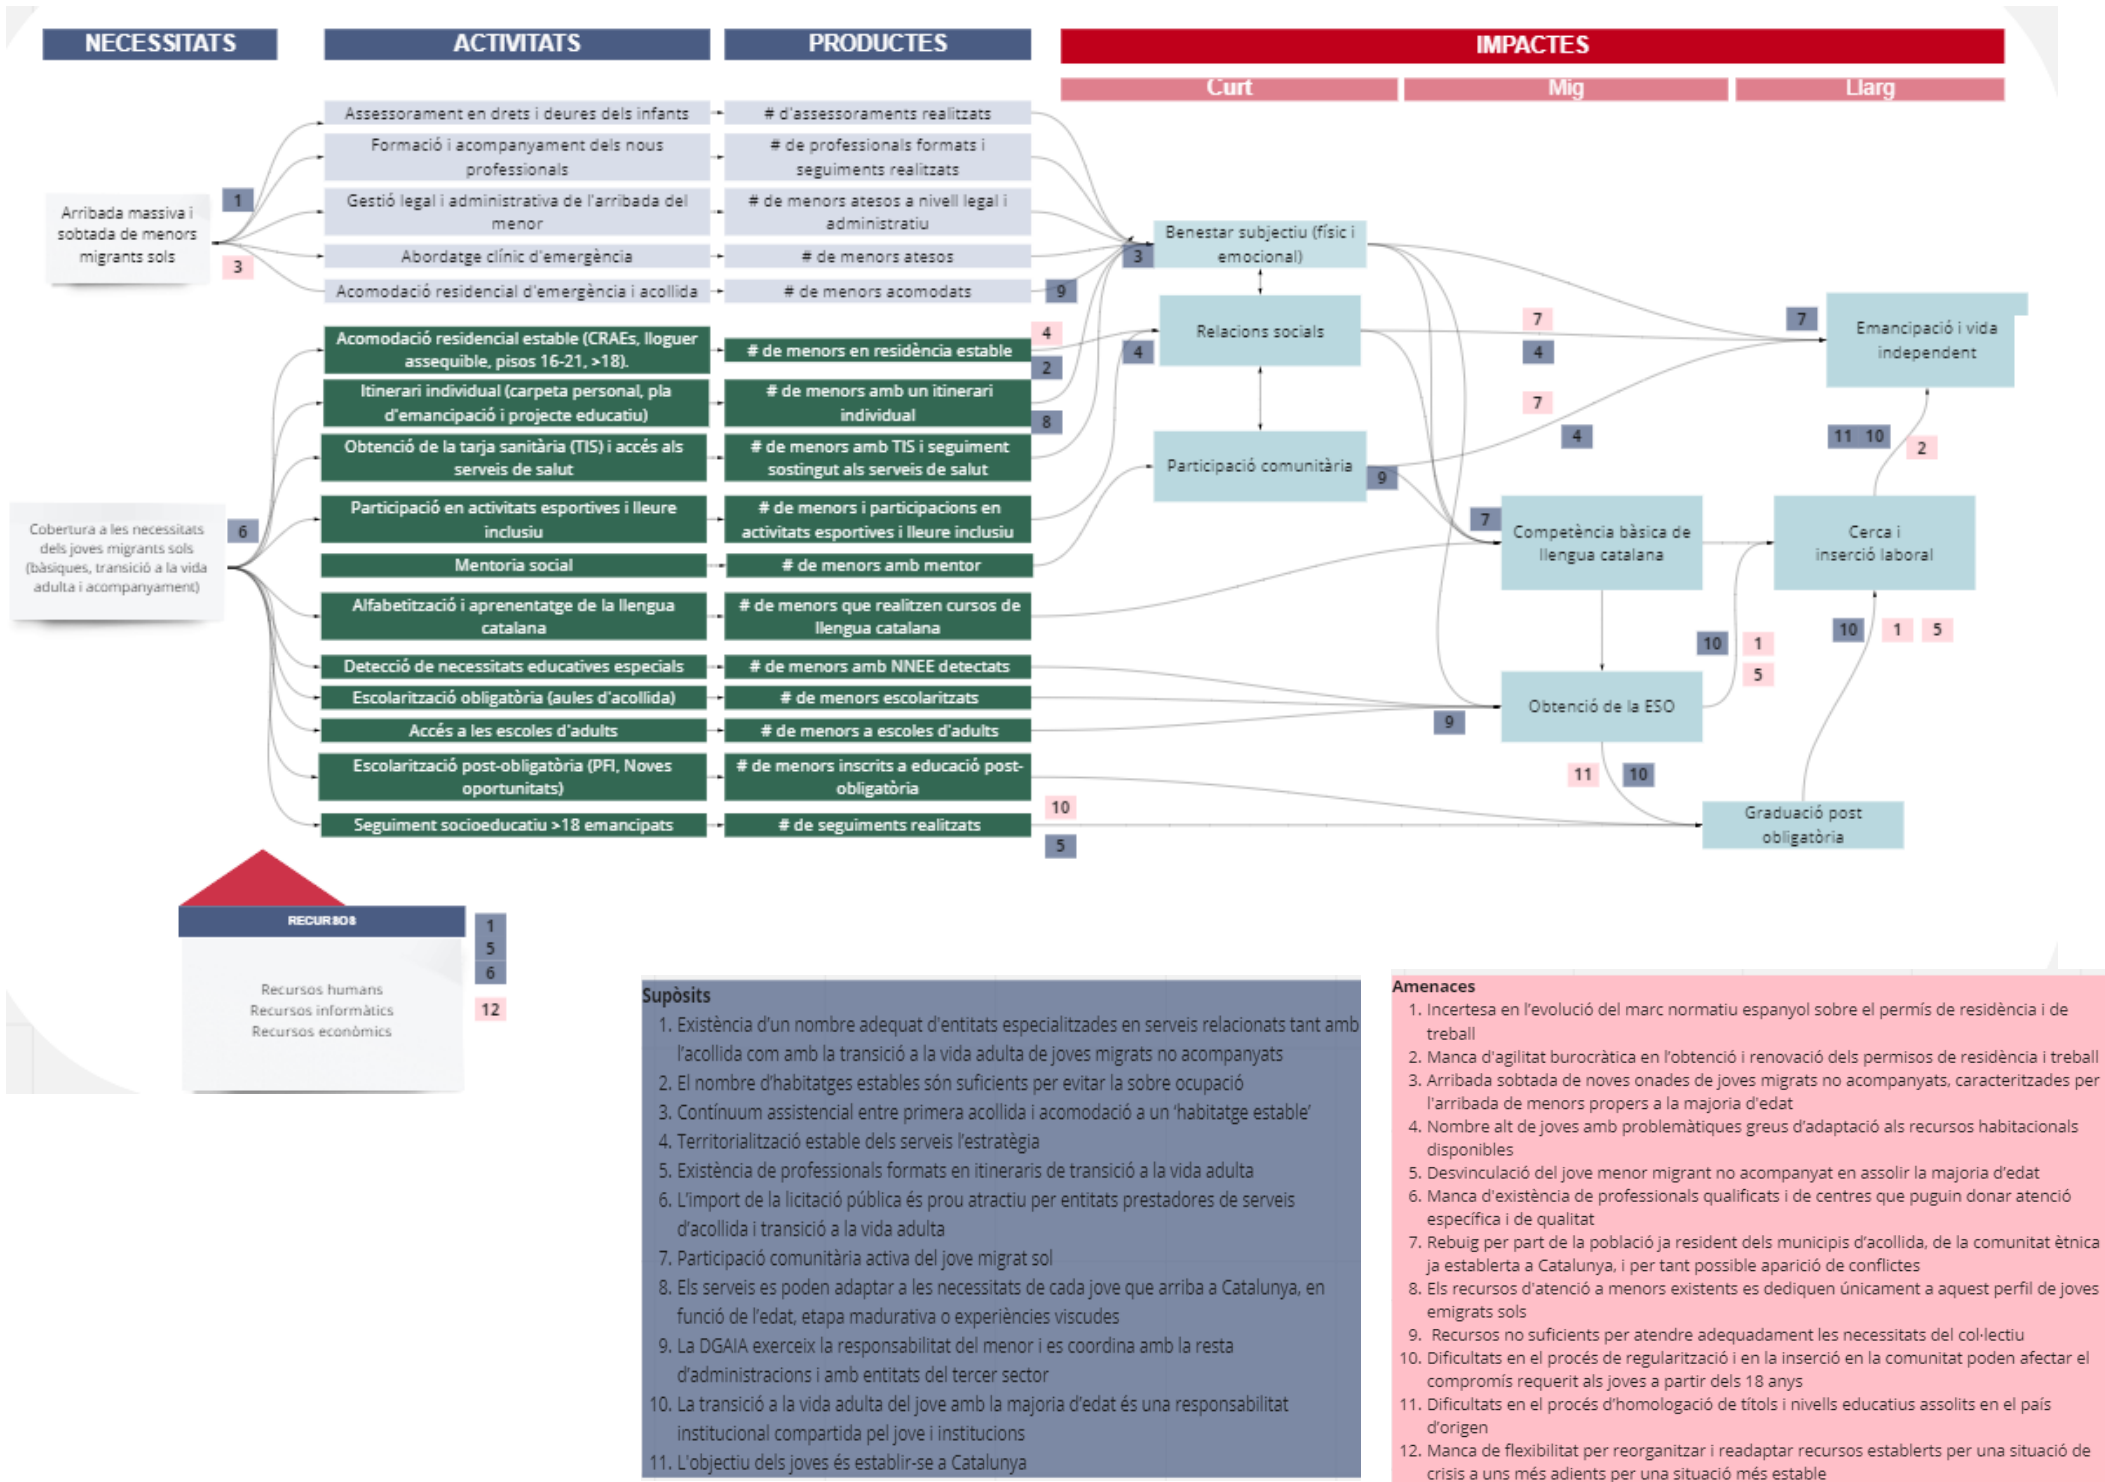 NECESSITATS
ACTIVITATS
PRODUCTES
IMPACTES
Curt
Mig
Llarg
Assessorament en drets i deures dels infants
# d'assessoraments realitzats
Formació i acompanyament dels nous
professionals
# de professionals formats i
seguiments realitzats
1
Arribada massiva i
sobtada de menors
migrants sols
3
Gestió legal i administrativa de l'arribada del
menor
# de menors atesos a nivell legal i
administratiu
Abordatge clínic d'emergència
# de menors atesos
Acomodació residencial d'emergència i acollida
# de menors acomodats
9
3
Benestar subjectiu (físic i
emocional)
Relacions socials
Participació comunitària
9
7
4
7
4
7
Emancipació i vida
independent
11
10
2
Acomodació residencial estable (CRAEs, lloguer
assequible, pisos 16-21, >18).
# de menors en residència estable
4
2
4
Itinerari individual (carpeta personal, pla
d'emancipació i projecte educatiu)
# de menors amb un itinerari
individual
8
Obtenció de la tarja sanitària (TIS) i accés als
serveis de salut
# de menors amb TIS i seguiment
sostingut als serveis de salut
Cobertura a les necessitats
dels joves migrants sols
(bàsiques, transició a la vida
adulta i acompanyament)
6
Participació en activitats esportives i lleure
inclusiu
# de menors i participacions en
activitats esportives i lleure inclusiu
Mentoria social
# de menors amb mentor
7
Competència bàsica de
llengua catalana
Cerca i
inserció laboral
Alfabetització i aprenentatge de la llengua
catalana
# de menors que realitzen cursos de
llengua catalana
10
1
5
10
1
5
Detecció de necessitats educatives especials
# de menors amb NNEE detectats
Escolarització obligatòria (aules d'acollida)
# de menors escolaritzats
Accés a les escoles d'adults
# de menors a escoles d'adults
9
Obtenció de la ESO
11
10
Escolarització post-obligatòria (PFI, Noves
oportunitats)
# de menors inscrits a educació post-
obligatòria
Seguiment socioeducatiu >18 emancipats
# de seguiments realitzats
10
5
Graduació post
obligatòria
RECURSOS
1
5
6
12
Recursos humans
Recursos informàtics
Recursos econòmics
Supòsits
1. Existència d'un nombre adequat d'entitats especialitzades en serveis relacionats tant amb
l'acollida com amb la transició a la vida adulta de joves migrats no acompanyats
2. El nombre d'habitatges estables són suficients per evitar la sobre ocupació
3. Contínuum assistencial entre primera acollida i acomodació a un 'habitatge estable'
4. Territorialització estable dels serveis l'estratègia
5. Existència de professionals formats en itineraris de transició a la vida adulta
6. L'import de la licitació pública és prou atractiu per entitats prestadores de serveis
d'acollida i transició a la vida adulta
7. Participació comunitària activa del jove migrat sol
8. Els serveis es poden adaptar a les necessitats de cada jove que arriba a Catalunya, en
funció de l'edat, etapa madurativa o experiències viscudes
9. La DGAIA exerceix la responsabilitat del menor i es coordina amb la resta
d'administracions i amb entitats del tercer sector
10. La transició a la vida adulta del jove amb la majoria d'edat és una responsabilitat
institucional compartida pel jove i institucions
11. L'objectiu dels joves és establir-se a Catalunya
Amenaces
1. Incertesa en l'evolució del marc normatiu espanyol sobre el permís de residència i de
treball
2. Manca d'agilitat burocràtica en l'obtenció i renovació dels permisos de residència i treball
3. Arribada sobtada de noves onades de joves migrats no acompanyats, caracteritzades per
l'arribada de menors propers a la majoria d'edat
4. Nombre alt de joves amb problemàtiques greus d'adaptació als recursos habitacionals
disponibles
5. Desvinculació del jove menor migrant no acompanyat en assolir la majoria d'edat
6. Manca d'existència de professionals qualificats i de centres que puguin donar atenció
específica i de qualitat
7. Rebuig per part de la població ja resident dels municipis d'acollida, de la comunitat ètnica
ja establerta a Catalunya, i per tant possible aparició de conflictes
8. Els recursos d'atenció a menors existents es dediquen únicament a aquest perfil de joves
emigrats sols
9. Recursos no suficients per atendre adequadament les necessitats del col·lectiu
10. Dificultats en el procés de regularització i en la inserció en la comunitat poden afectar el
compromís requerit als joves a partir dels 18 anys
11. Dificultats en el procés d'homologació de títols i nivells educatius assolits en el país
d'origen
12. Manca de flexibilitat per reorganitzar i readaptar recursos establerts per una situació de
crisis a uns més adients per una situació més estable